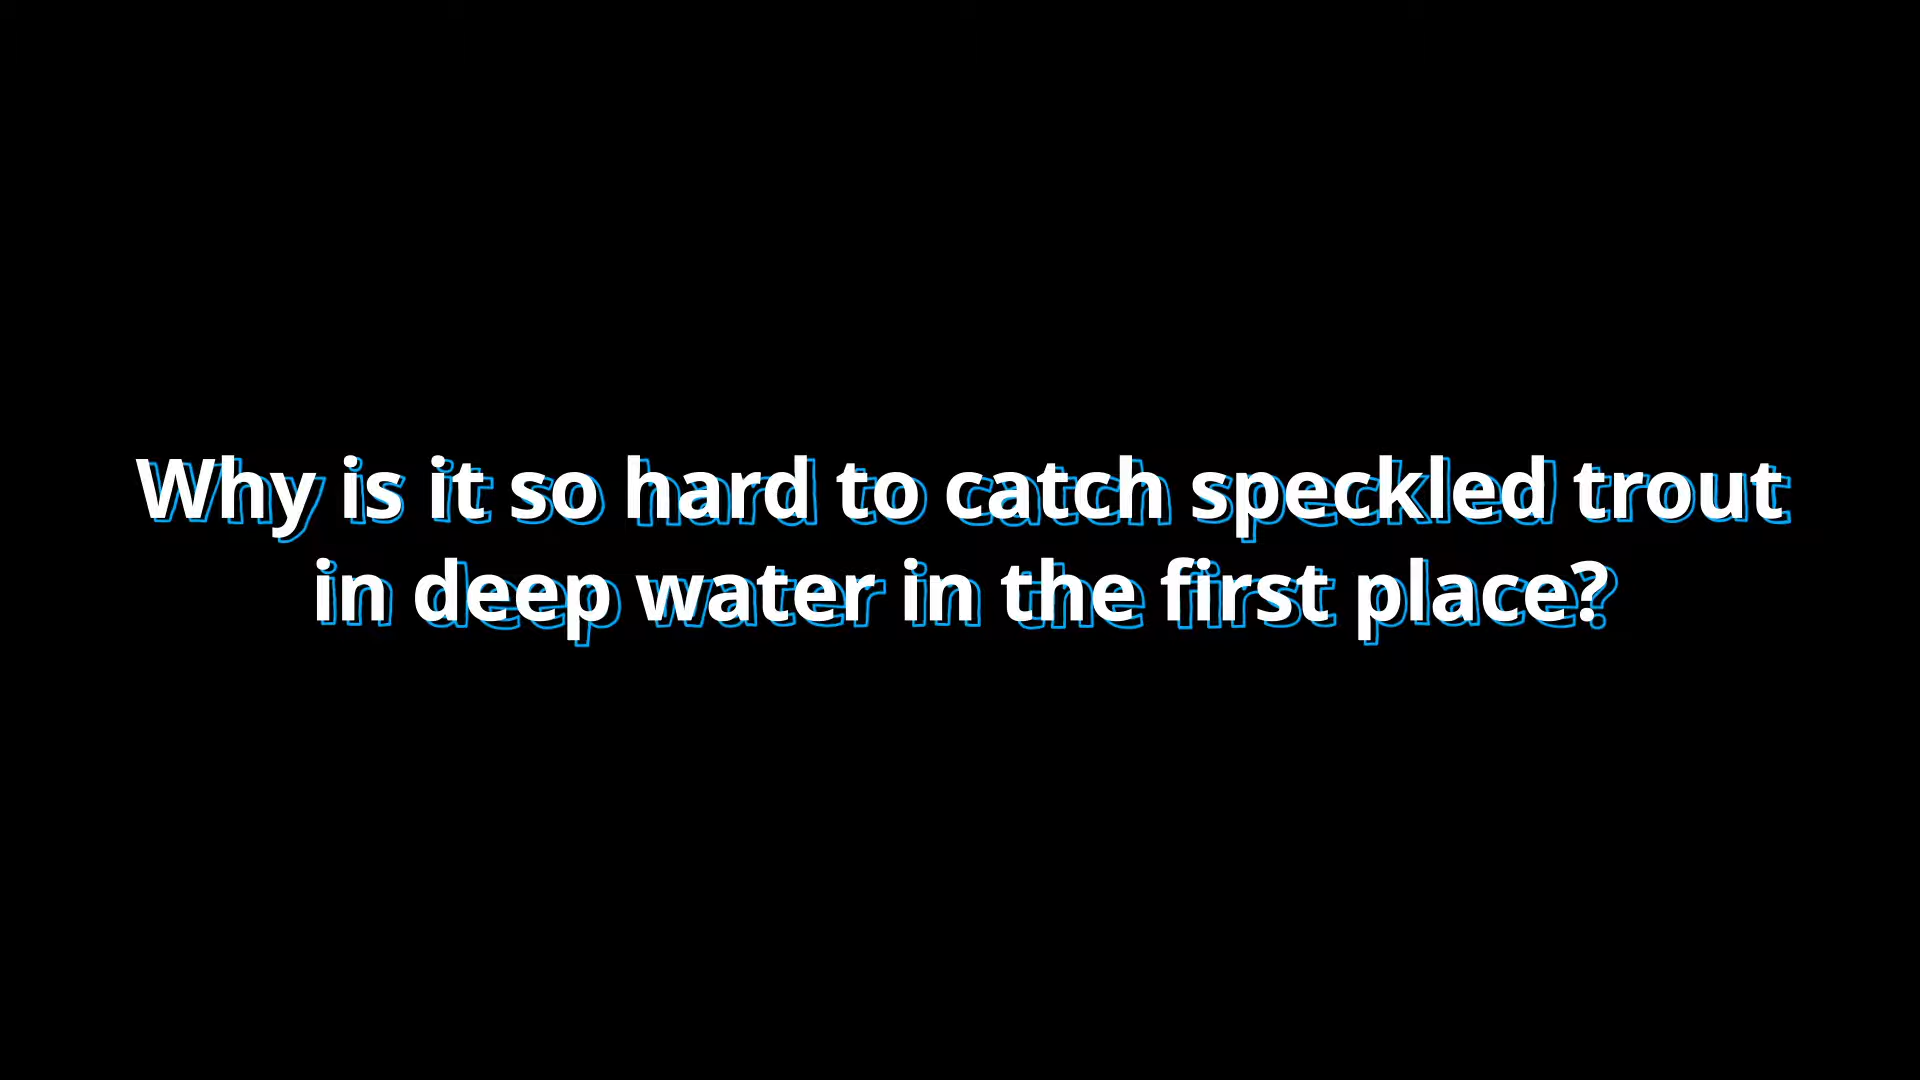 Why is it so hard to catch speckled trout
in deep water in the first place?